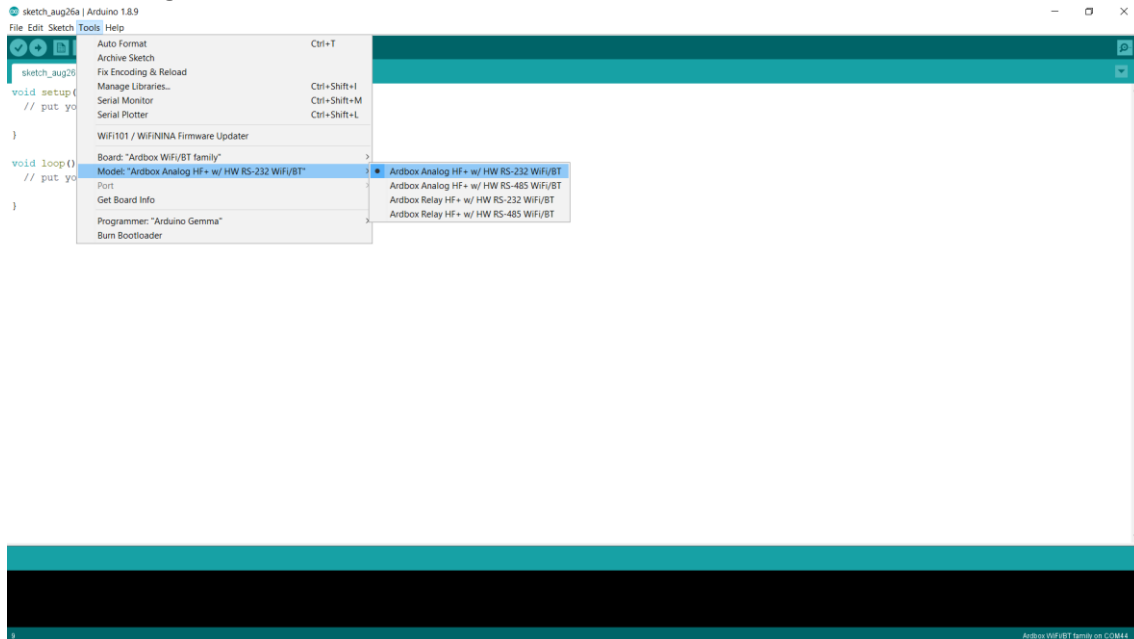 sketch_aug26a | Arduino 1.8.9
File Edit Sketch Tools Help
sketch_aug26
void setup(
// put yo
}
void loop()
// put yo
}
Auto Format Ctrl+T
Archive Sketch
Fix Encoding & Reload
Manage Libraries... Ctrl+Shift+I
Serial Monitor Ctrl+Shift+M
Serial Plotter Ctrl+Shift+L
WiFi101 / WiFiNINA Firmware Updater
Board: "Ardbox WiFi/BT family"
Model: "Ardbox Analog HF+ w/ HW RS-232 WiFi/BT"
Port
Get Board Info
Programmer: "Arduino Gemma"
Burn Bootloader
Ardbox Analog HF+ w/ HW RS-232 WiFi/BT
Ardbox Analog HF+ w/ HW RS-485 WiFi/BT
Ardbox Relay HF+ w/ HW RS-232 WiFi/BT
Ardbox Relay HF+ w/ HW RS-485 WiFi/BT
9
Ardbox WiFi/BT family on COM44